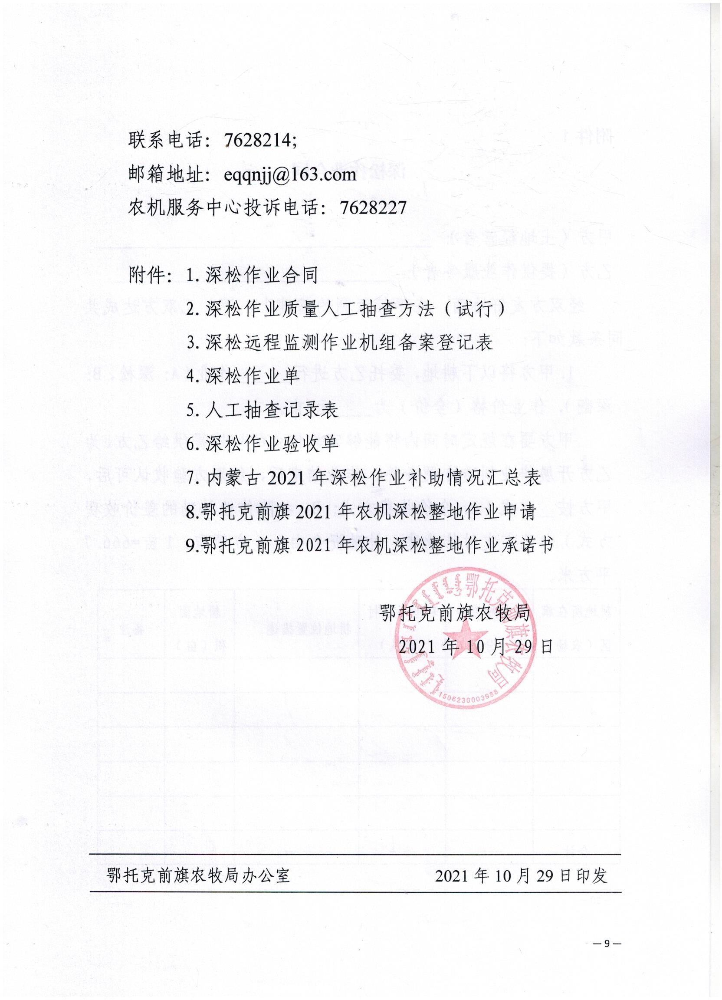 联系电话：7628214;
邮箱地址：eqqnjj@163.com
农机服务中心投诉电话：7628227
附件：1. 深松作业合同
2. 深松作业质量人工抽查方法（试行）
3. 深松远程监测作业机组备案登记表
4. 深松作业单
5. 人工抽查记录表
6. 深松作业验收单
7. 内蒙古 2021 年深松作业补助情况汇总表
8.鄂托克前旗 2021 年农机深松整地作业申请
9.鄂托克前旗 2021 年农机深松整地作业承诺书
鄂托克前旗农牧局
2021 年 10 月 29 日
鄂托克前旗农牧局
1506230003988
鄂托克前旗农牧局办公室 2021 年 10 月 29 日印发
— 9 —